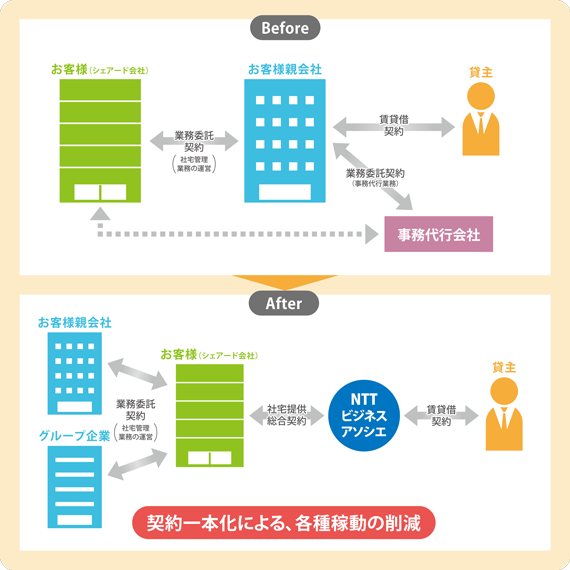 Before
お客様（シェアード会社）
お客様親会社
貸主
業務委託
契約
（社宅管理
業務の運営）
賃貸借
契約
業務委託契約
（事務代行業務）
事務代行会社
After
お客様親会社
お客様（シェアード会社）
貸主
業務委託
契約
（社宅管理
業務の運営）
社宅提供
総合契約
NTT
ビジネス
アソシエ
賃貸借
契約
グループ企業
契約一本化による、各種稼動の削減